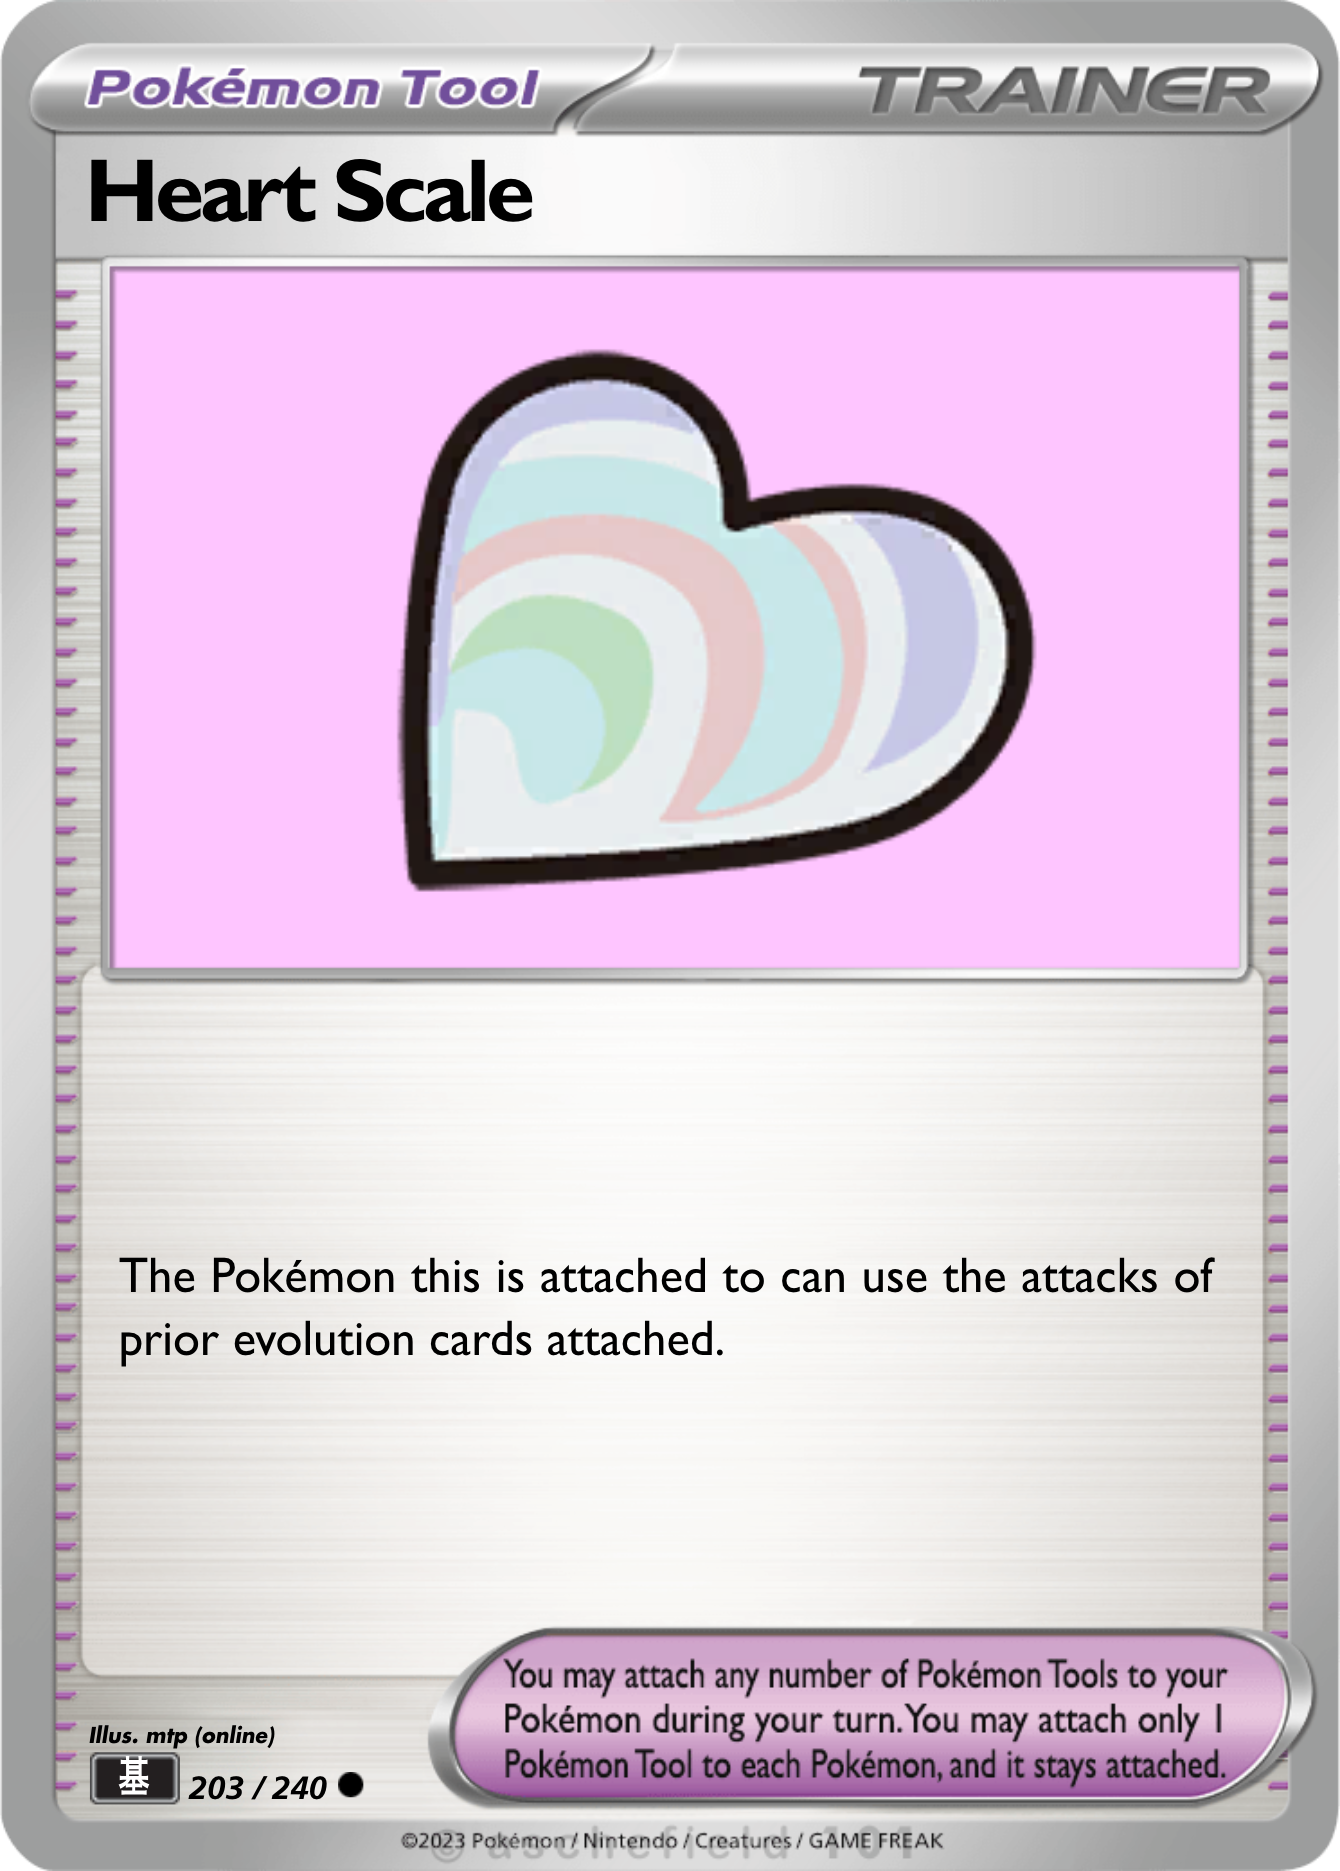 Pokémon Tool
TRAINER
Heart Scale
The Pokémon this is attached to can use the attacks of
prior evolution cards attached.
You may attach any number of Pokémon Tools to your
Pokémon during your turn. You may attach only 1
Pokémon Tool to each Pokémon, and it stays attached.
Illus. mtp (online)
基 203 / 240
©2023 Pokémon / Nintendo / Creatures / GAME FREAK